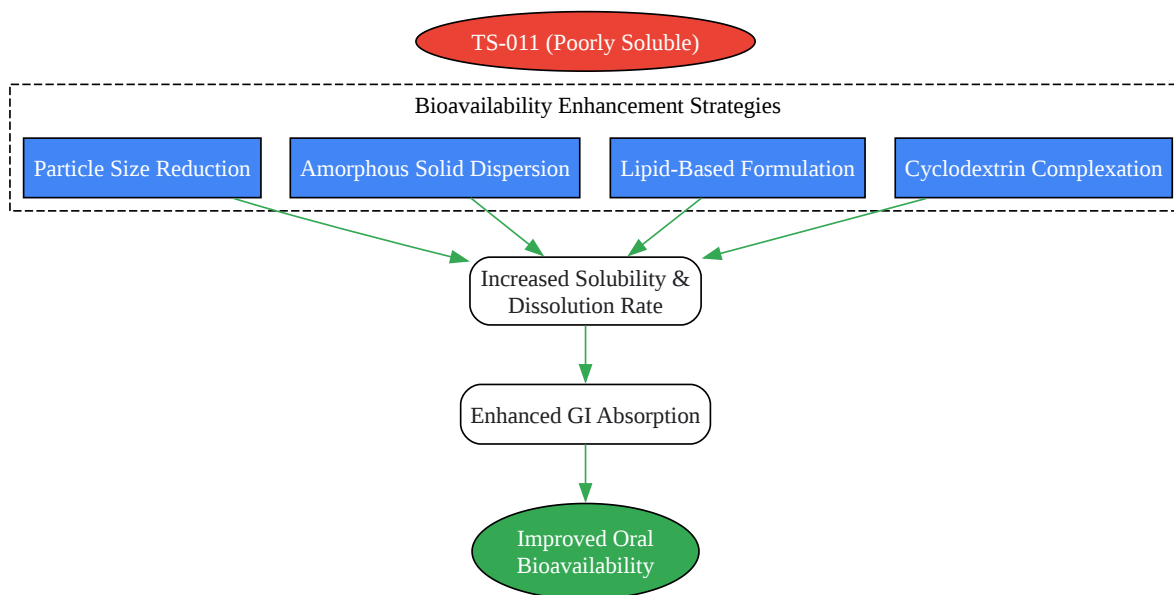 TS-011 (Poorly Soluble)
Bioavailability Enhancement Strategies
Particle Size Reduction
Amorphous Solid Dispersion
Lipid-Based Formulation
Cyclodextrin Complexation
Increased Solubility &
Dissolution Rate
Enhanced GI Absorption
Improved Oral
Bioavailability